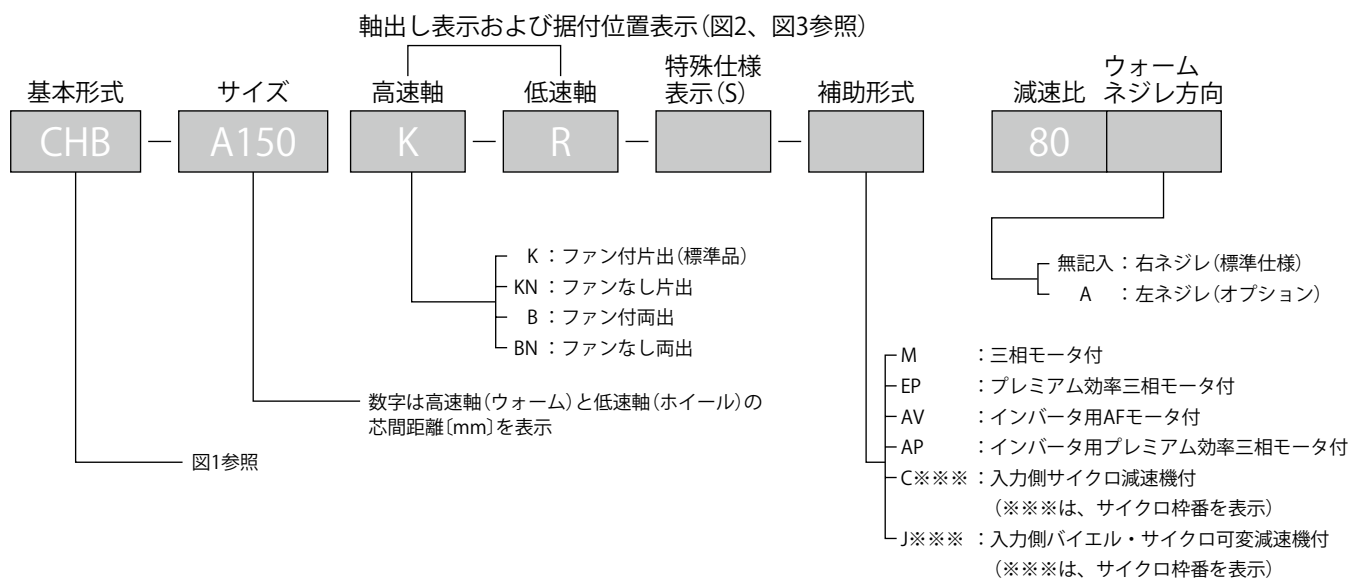 軸出し表示および据付位置表示(図2、図3参照)
基本形式
サイズ
高速軸
低速軸
特殊仕様
表示(S)
補助形式
減速比
ウォーム
ネジレ方向
CHB － A150 K － R － － 80
K ：ファン付片出(標準品)
KN ：ファンなし片出
B ：ファン付両出
BN ：ファンなし両出
無記入：右ネジレ(標準仕様)
A ：左ネジレ(オプション)
数字は高速軸(ウォーム)と低速軸(ホイール)の
芯間距離〔mm〕を表示
図1参照
M ：三相モータ付
EP ：プレミアム効率三相モータ付
AV ：インバータ用AFモータ付
AP ：インバータ用プレミアム効率三相モータ付
C※※※ ：入力側サイクロ減速機付
(※※※は、サイクロ枠番を表示)
J※※※ ：入力側バイエル・サイクロ可変減速機付
(※※※は、サイクロ枠番を表示)